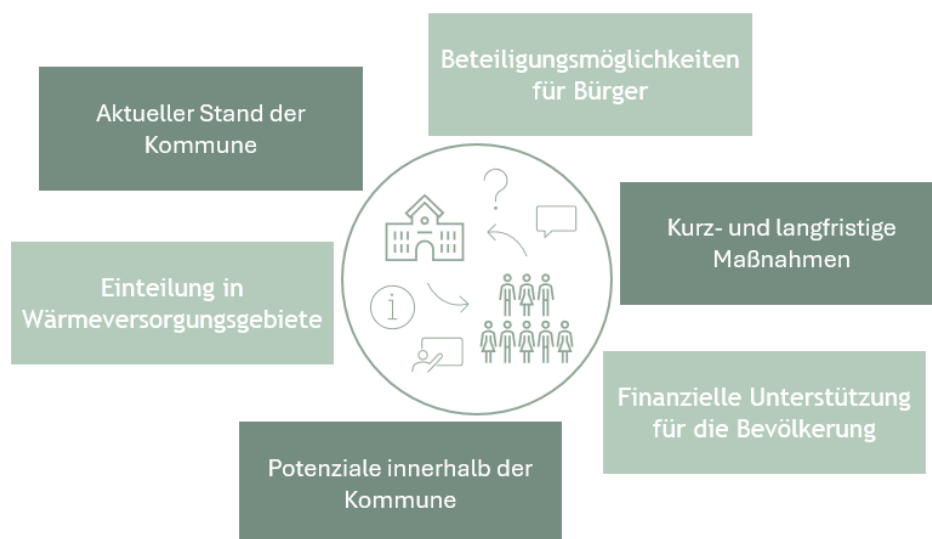 Beteiligungsmöglichkeiten
für Bürger
Aktueller Stand der
Kommune
Kurz- und langfristige
Maßnahmen
Einteilung in
Wärmeversorgungsgebiete
Finanzielle Unterstützung
für die Bevölkerung
Potenziale innerhalb der
Kommune